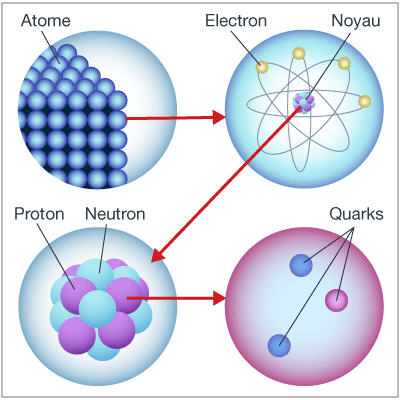 Atome
Electron
Noyau
Proton
Neutron
Quarks